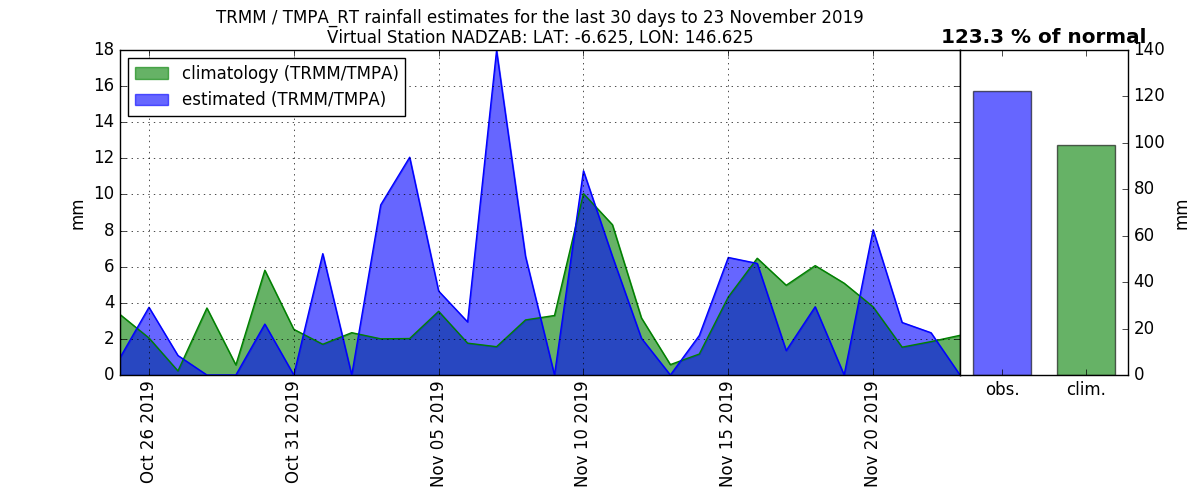 TRMM / TMPA_RT rainfall estimates for the last 30 days to 23 November 2019
Virtual Station NADZAB: LAT: -6.625, LON: 146.625
123.3 % of normal
climatology (TRMM/TMPA)
estimated (TRMM/TMPA)
18
16
14
12
10
8
6
4
2
0
mm
Oct 26 2019
Oct 31 2019
Nov 05 2019
Nov 10 2019
Nov 15 2019
Nov 20 2019
obs.
clim.
140
120
100
80
60
40
20
0
mm